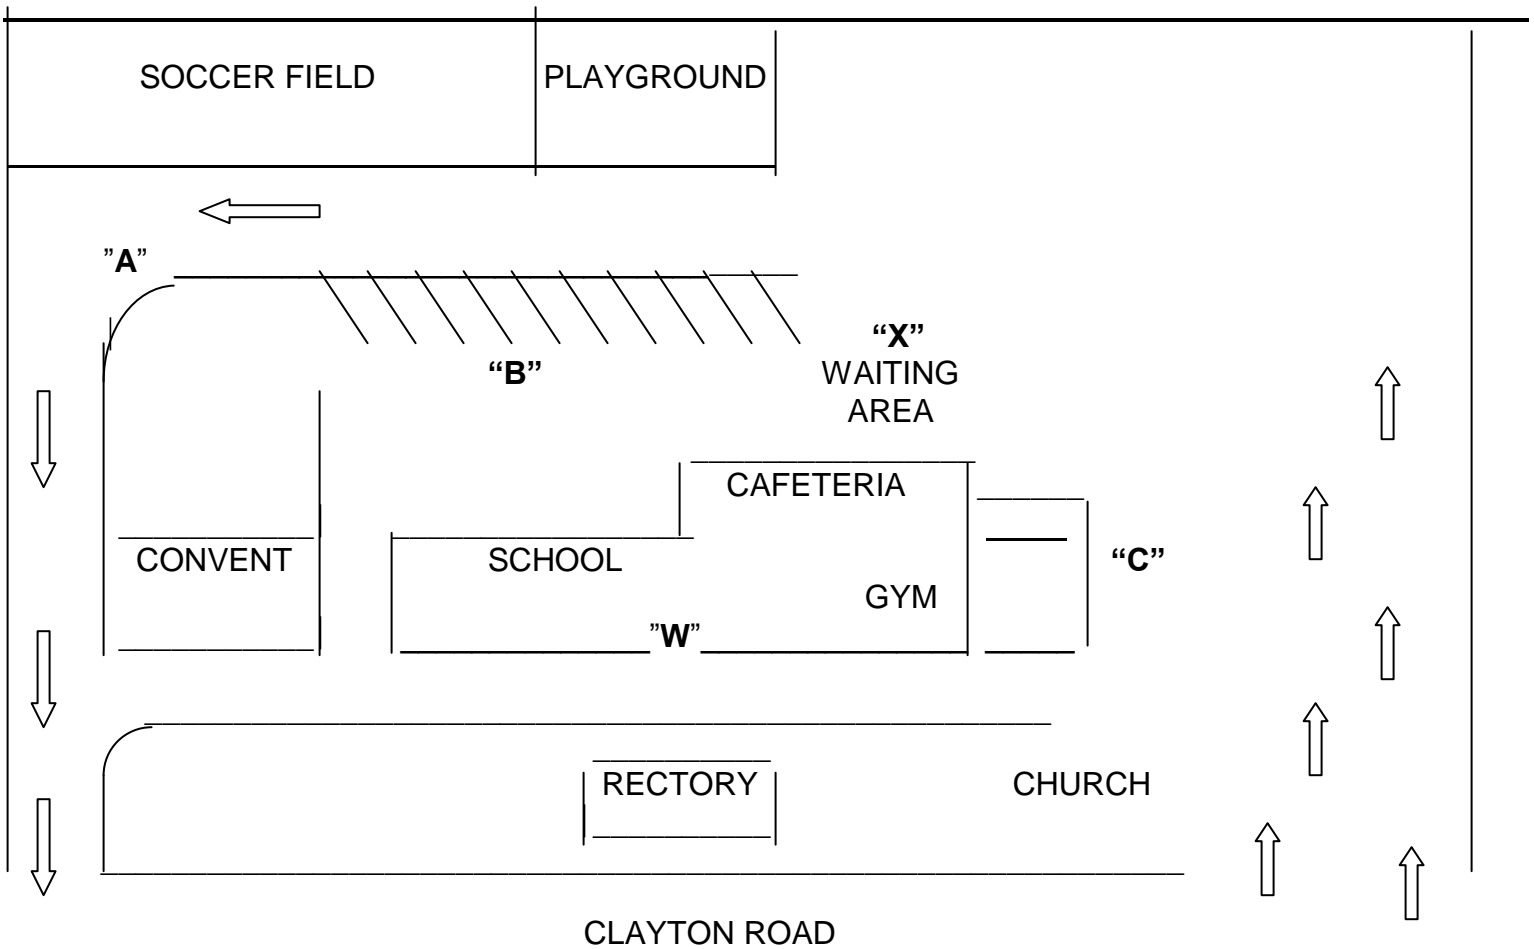 SOCCER FIELD
PLAYGROUND
”A”
“X”
“B”
WAITING
AREA
CAFETERIA
CONVENT
SCHOOL
“C”
GYM
”W”
RECTORY
CHURCH
CLAYTON ROAD